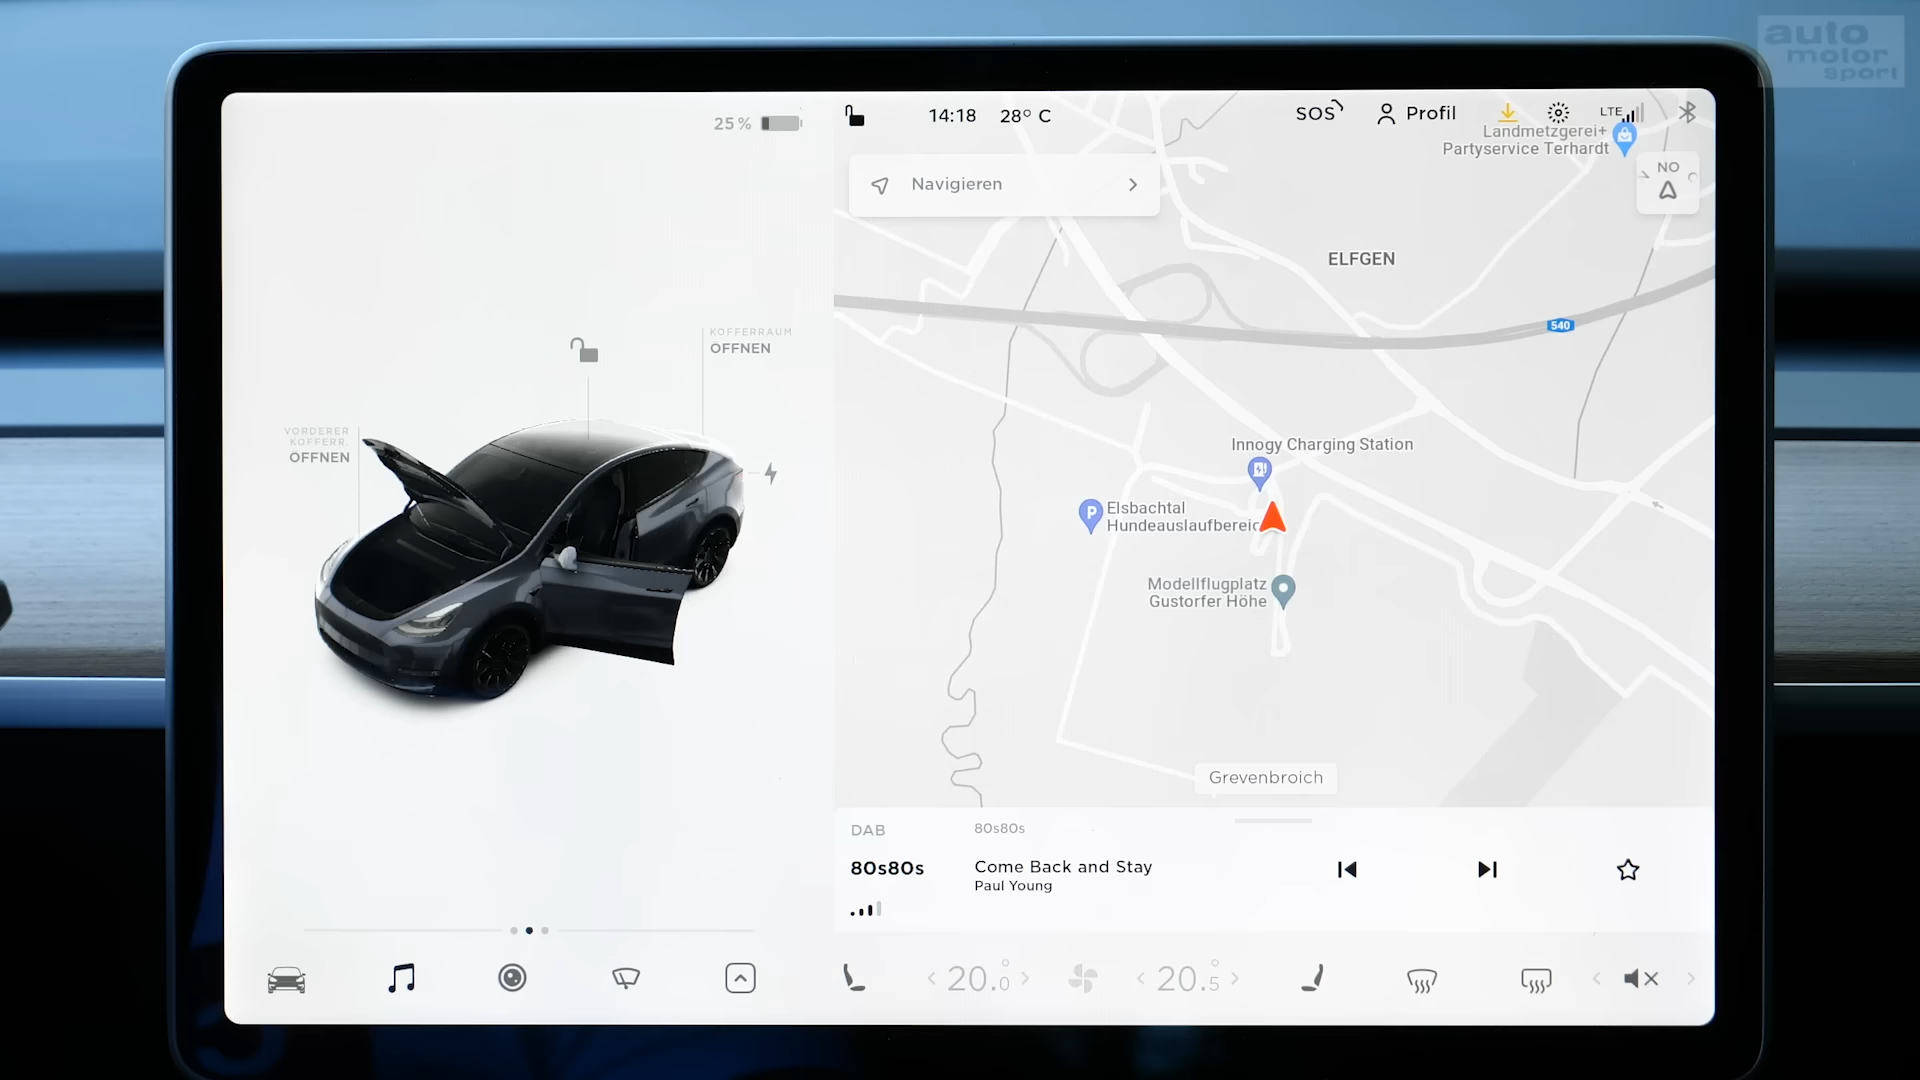 auto
motor
sport
25 %
14:18
28° C
SOS
Profil
LTE
Landmetzgerei+
Partyservice Terhardt
NO
Navigieren
ELFGEN
540
KOFFERRAUM
ÖFFNEN
VORDERER
KOFFERR.
ÖFFNEN
Innogy Charging Station
P
Elsbachtal
Hundeauslaufbereic
Modellflugplatz
Gustorfer Höhe
Grevenbroich
DAB
80s80s
80s80s
Come Back and Stay
Paul Young
20.0
20.5